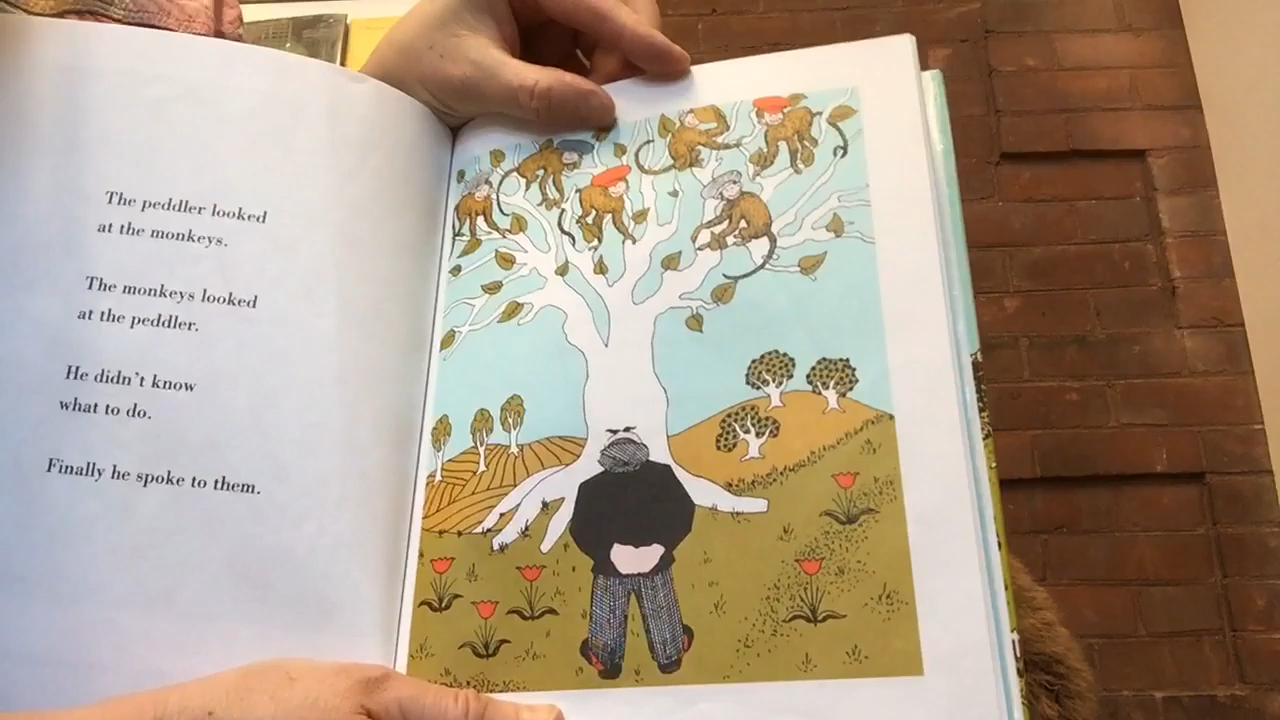 The peddler looked
at the monkeys.
The monkeys looked
at the peddler.
He didn't know
what to do.
Finally he spoke to them.